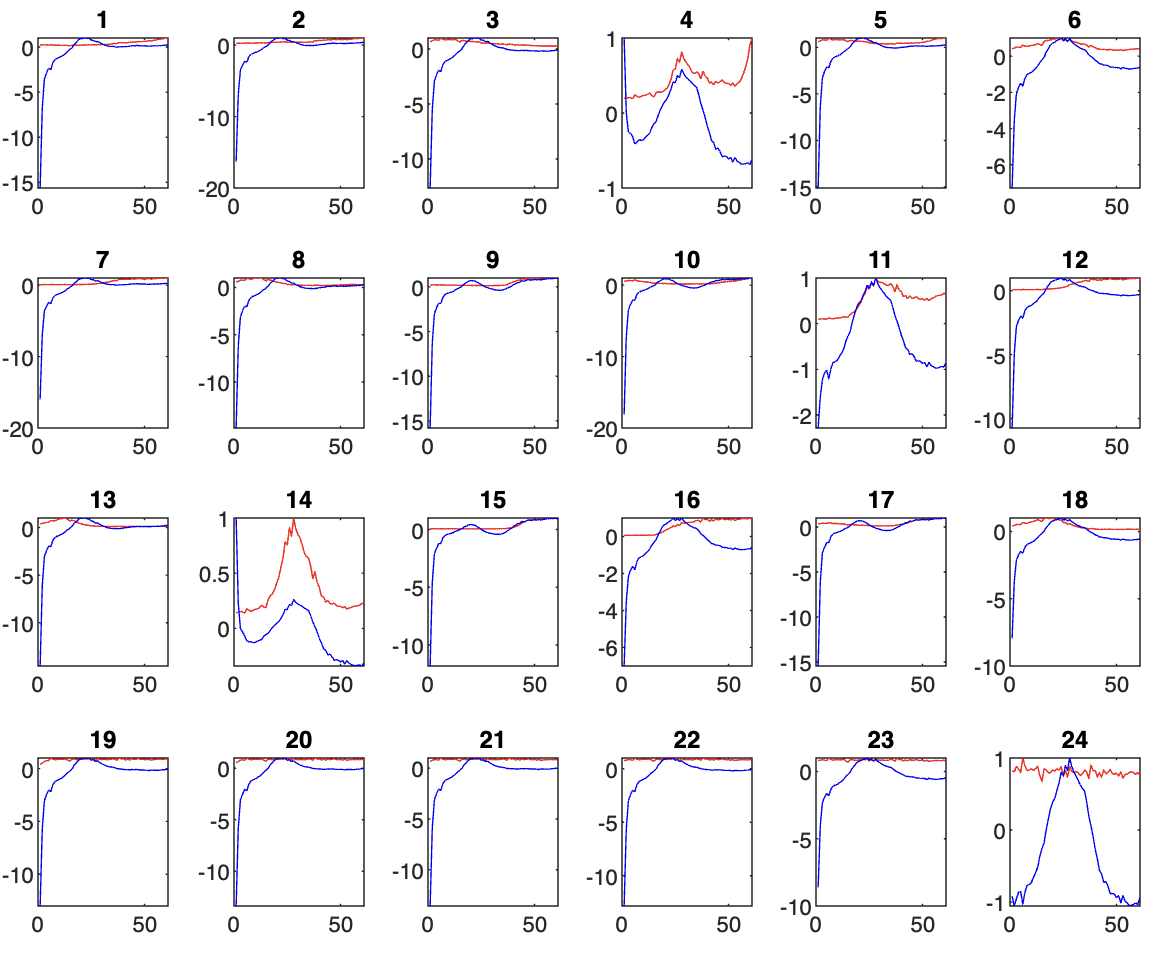 1 2 3 4 5 6
0 0 0 1 0 0
-5 -10 -5 0 -5 -2
-10 -20 -10 -1 -10 -4
-15 -15 -6
0 50 0 50 0 50 0 50 0 50 0 50
7 8 9 10 11 12
0 0 0 0 1 0
-10 -5 -5 -10 0 -5
-20 -10 -10 -20 -1 -10
-15 -2
0 50 0 50 0 50 0 50 0 50 0 50
13 14 15 16 17 18
0 1 0 0 0 0
-5 0.5 -5 -2 -5 -5
-10 0 -10 -4 -10 -10
-6 -15
0 50 0 50 0 50 0 50 0 50 0 50
19 20 21 22 23 24
0 0 0 0 0 1
-5 -5 -5 -5 -5 0
-10 -10 -10 -10 -10 -1
0 50 0 50 0 50 0 50 0 50 0 50